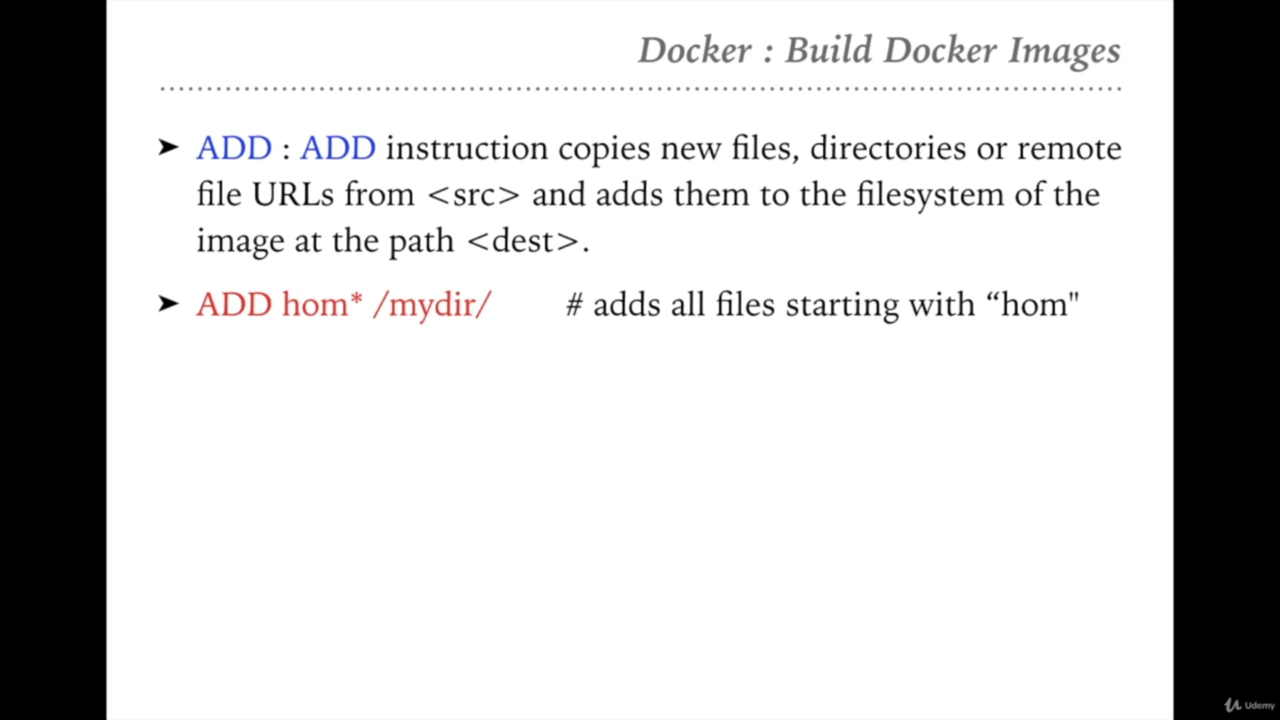 Docker : Build Docker Images
➤ ADD : ADD instruction copies new files, directories or remote
file URLs from <src> and adds them to the filesystem of the
image at the path <dest>.
➤ ADD hom* /mydir/ # adds all files starting with “hom"
Udemy